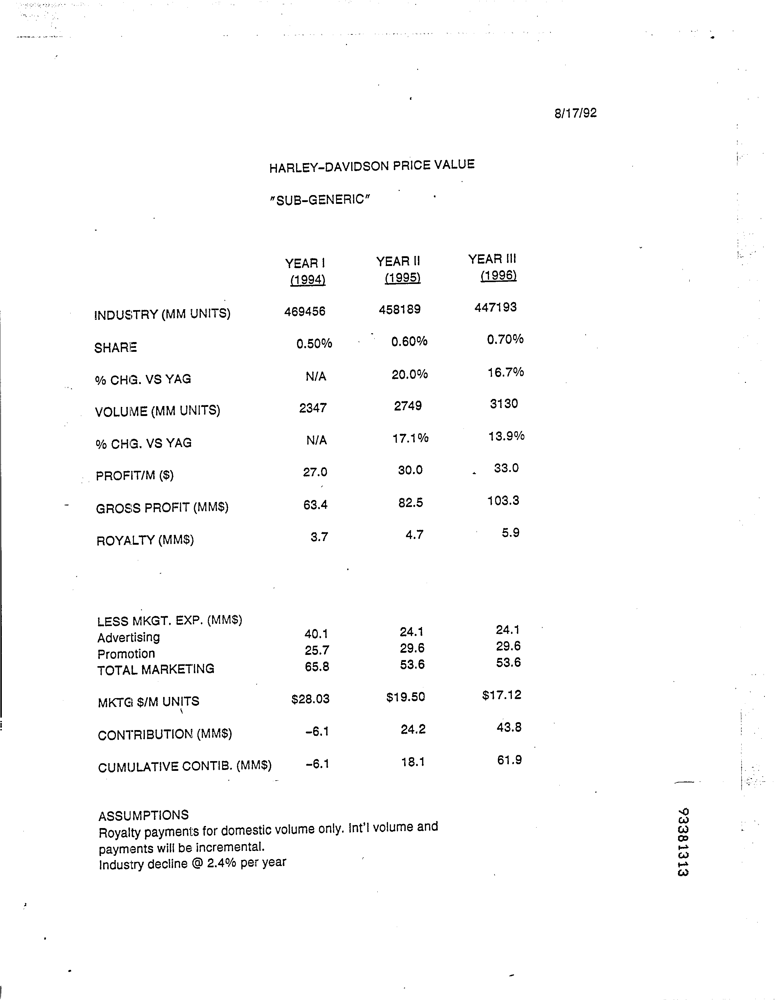 8/17/92
HARLEY-DAVIDSON PRICE VALUE
"SUB-GENERIC"
YEAR I YEAR II YEAR III
(1994) (1995) (1996)
INDUSTRY (MM UNITS) 469456 458189 447193
SHARE 0.50% 0.60% 0.70%
% CHG. VS YAG N/A 20.0% 16.7%
VOLUME (MM UNITS) 2347 2749 3130
% CHG. VS YAG N/A 17.1% 13.9%
PROFIT/M ($) 27.0 30.0 33.0
GROSS PROFIT (MM$) 63.4 82.5 103.3
ROYALTY (MM$) 3.7 4.7 5.9
LESS MKGT. EXP. (MM$)
Advertising 40.1 24.1 24.1
Promotion 25.7 29.6 29.6
TOTAL MARKETING 65.8 53.6 53.6
MKTG $/M UNITS $28.03 $19.50 $17.12
CONTRIBUTION (MM$) -6.1 24.2 43.8
CUMULATIVE CONTIB. (MM$) -6.1 18.1 61.9
ASSUMPTIONS
Royalty payments for domestic volume only. Int'l volume and
payments will be incremental.
Industry decline @ 2.4% per year
93381313